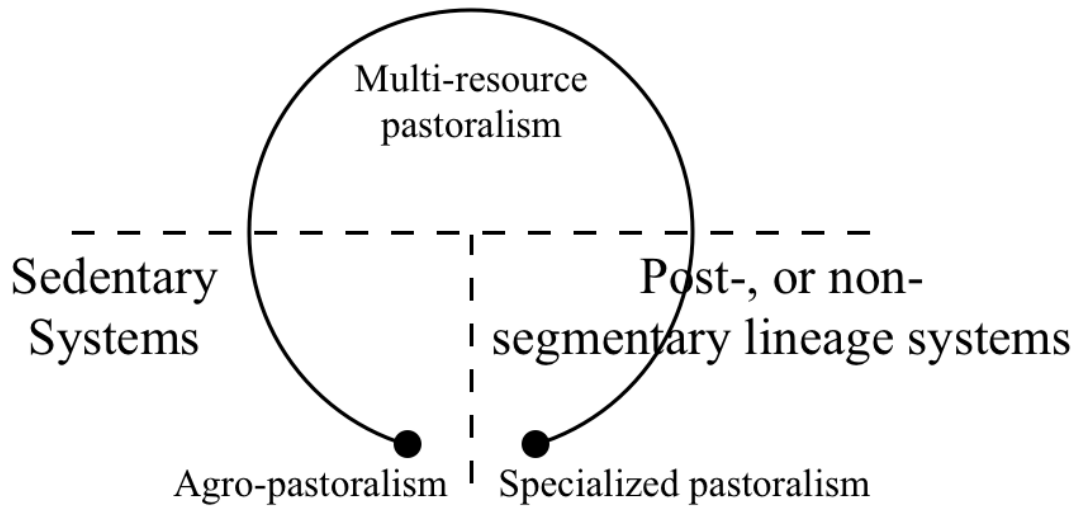 Multi-resource
pastoralism
Sedentary
Systems
Post-, or non-
segmentary lineage systems
Agro-pastoralism
Specialized pastoralism